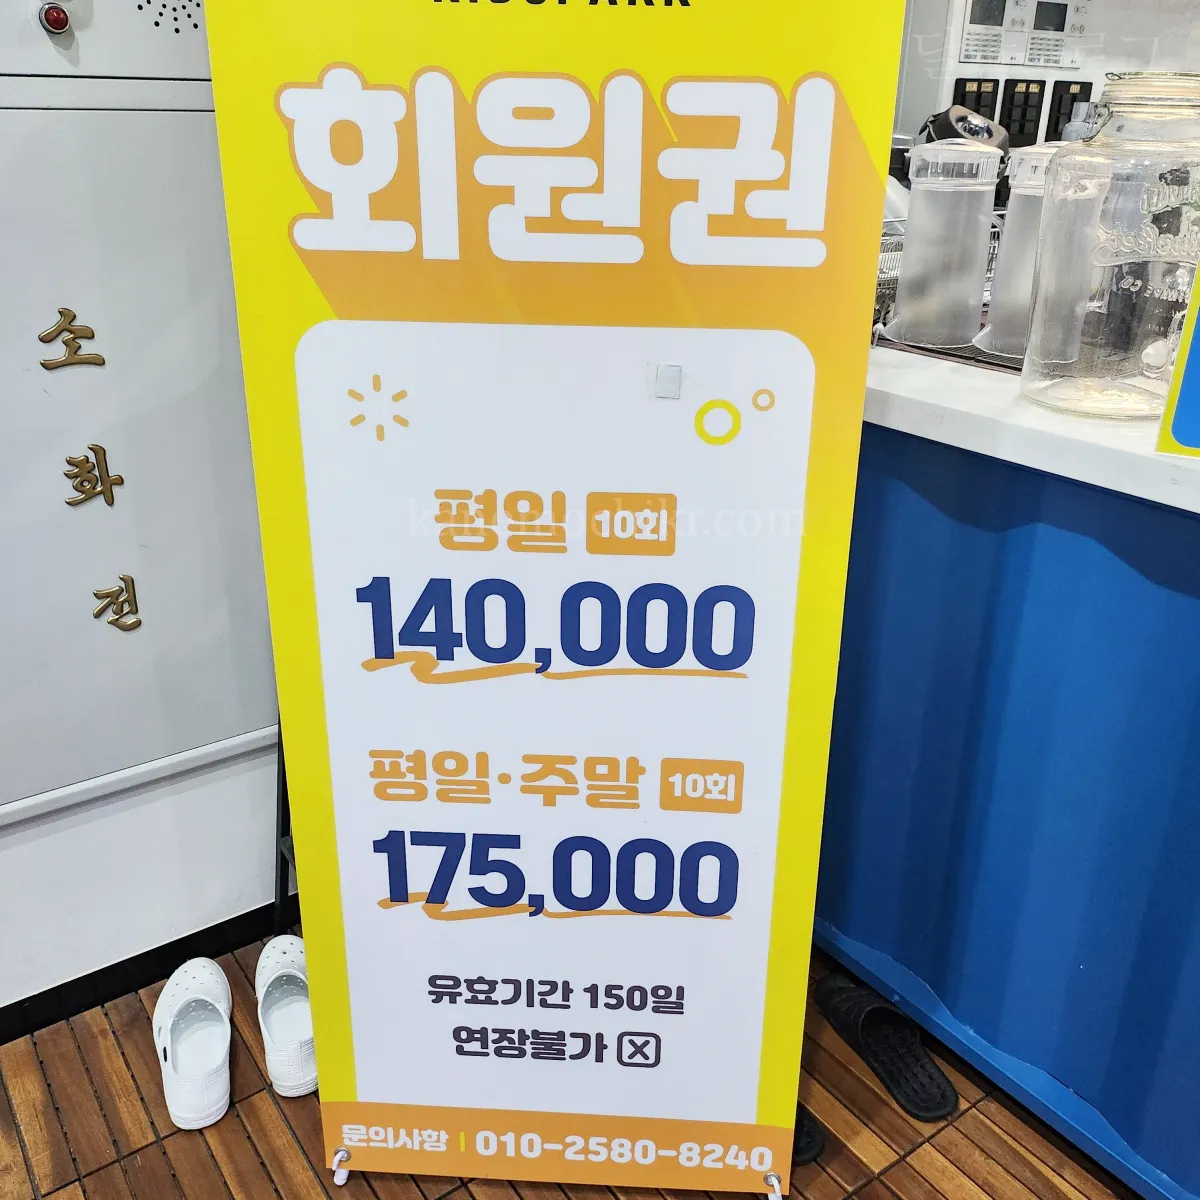 회원권
평일 10회
140,000
평일·주말 10회
175,000
유효기간 150일
연장불가 X
문의사항 | 010-2580-8240
소
화
전